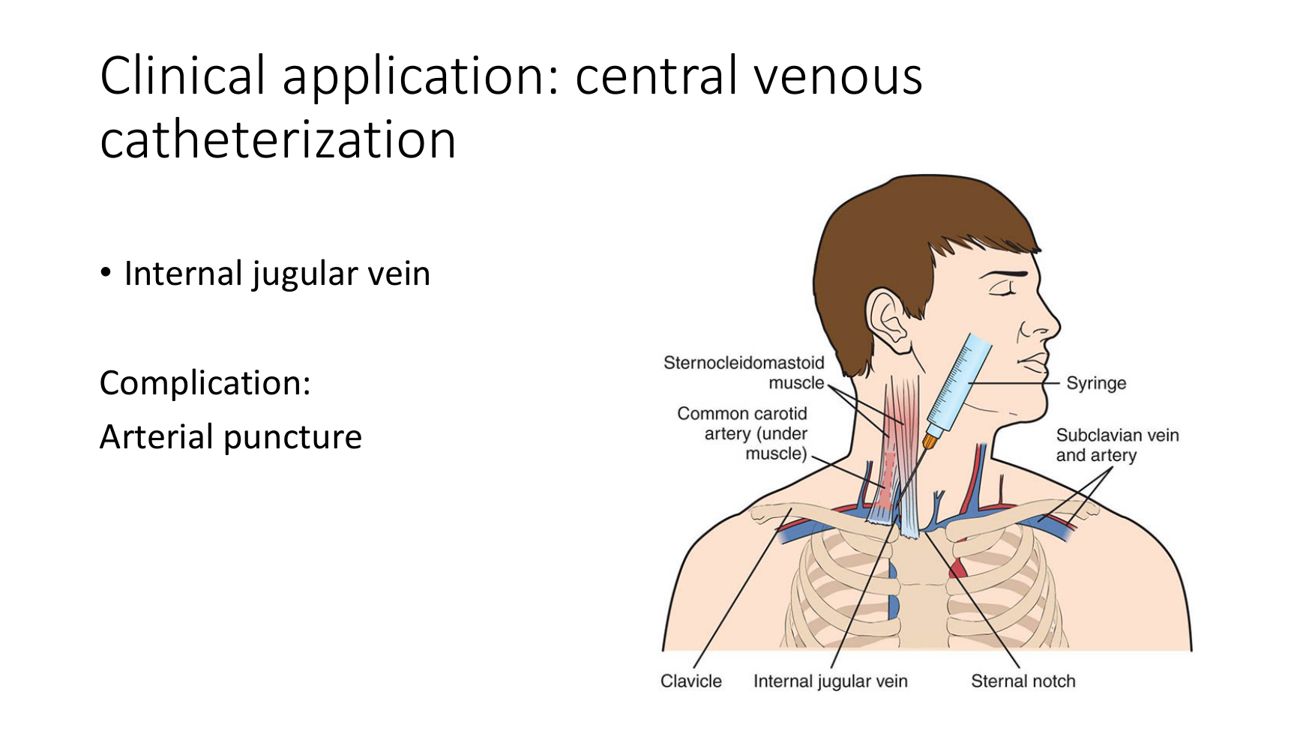 Clinical application: central venous
catheterization
• Internal jugular vein
Complication:
Arterial puncture
Sternocleidomastoid
muscle
Common carotid
artery (under
muscle)
Syringe
Subclavian vein
and artery
Clavicle
Internal jugular vein
Sternal notch